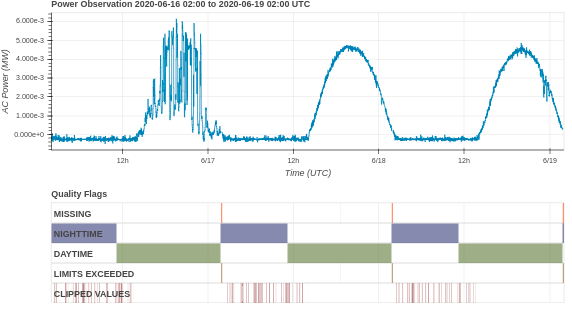 Power Observation 2020-06-16 02:00 to 2020-06-19 02:00 UTC
AC Power (MW)
6.000e-3
5.000e-3
4.000e-3
3.000e-3
2.000e-3
1.000e-3
0.000e+0
12h 6/17 12h 6/18 12h 6/19
Time (UTC)
Quality Flags
MISSING
NIGHTTIME
DAYTIME
LIMITS EXCEEDED
CLIPPED VALUES